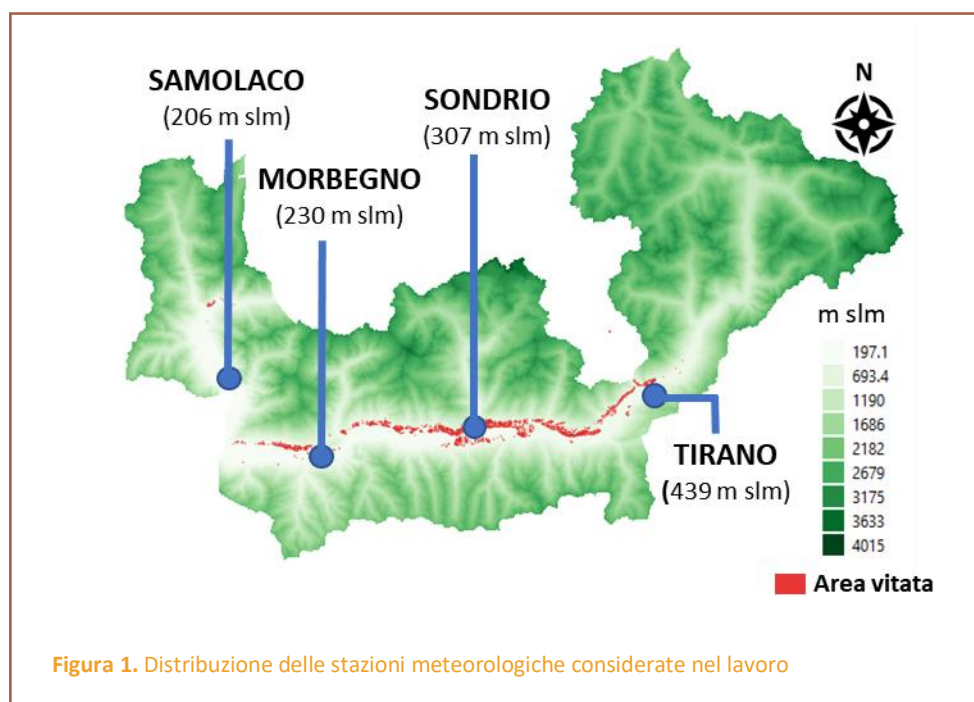 SAMOLACO
(206 m slm)
SONDRIO
(307 m slm)
N
MORBEGNO
(230 m slm)
m slm
197.1
693.4
1190
1686
2182
2679
3175
3633
4015
TIRANO
(439 m slm)
Area vitata
Figura 1. Distribuzione delle stazioni meteorologiche considerate nel lavoro